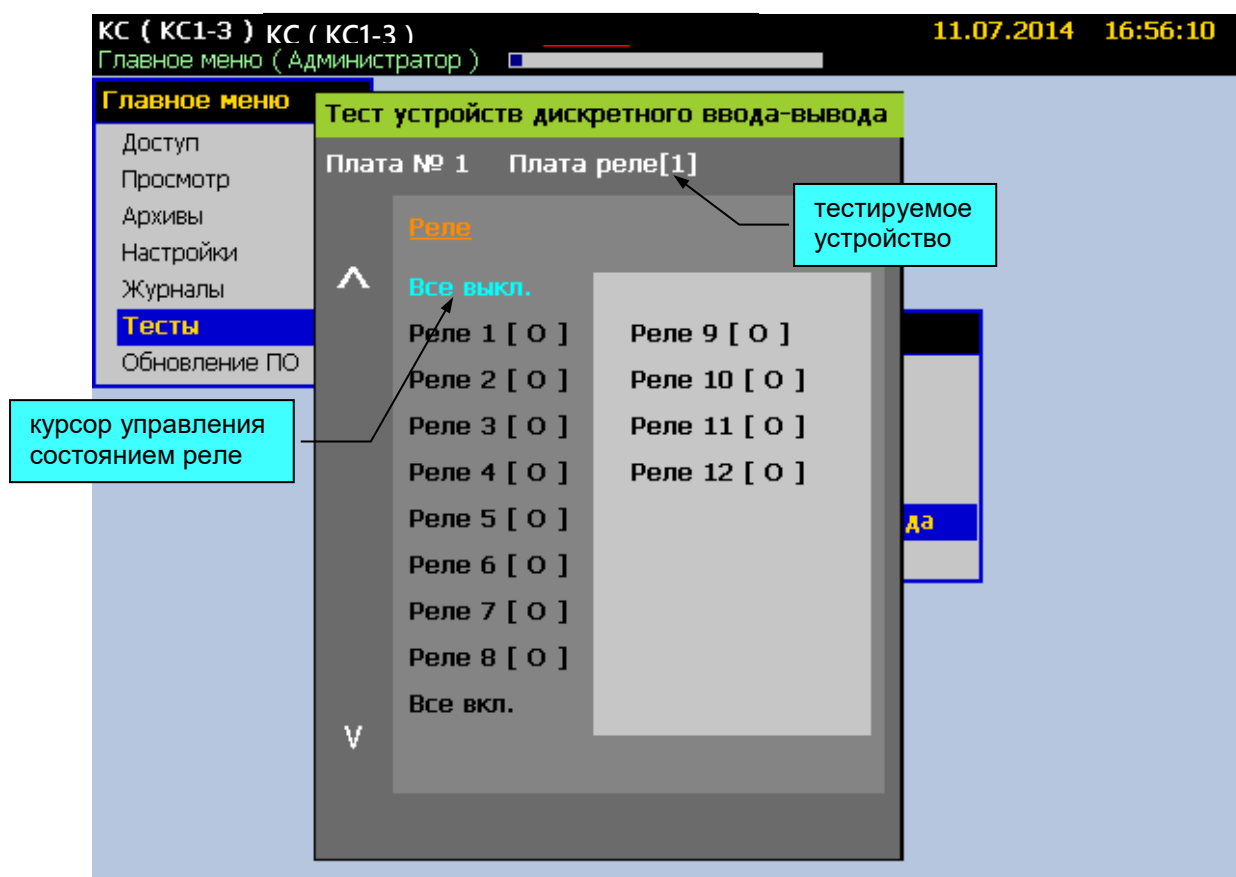 КС ( КС1-3 ) КС ( КС1-3 ) 11.07.2014 16:56:10
Главное меню ( Администратор )
Главное меню
Доступ
Просмотр
Архивы
Настройки
Журналы
Тесты
Обновление ПО
Тест устройств дискретного ввода-вывода
Плата № 1 Плата реле[1]
тестируемое
устройство
Реле
Все выкл.
Реле 1 [ О ] Реле 9 [ О ]
Реле 2 [ О ] Реле 10 [ О ]
Реле 3 [ О ] Реле 11 [ О ]
Реле 4 [ О ] Реле 12 [ О ]
Реле 5 [ О ]
Реле 6 [ О ]
Реле 7 [ О ]
Реле 8 [ О ]
Все вкл.
да
курсор управления
состоянием реле